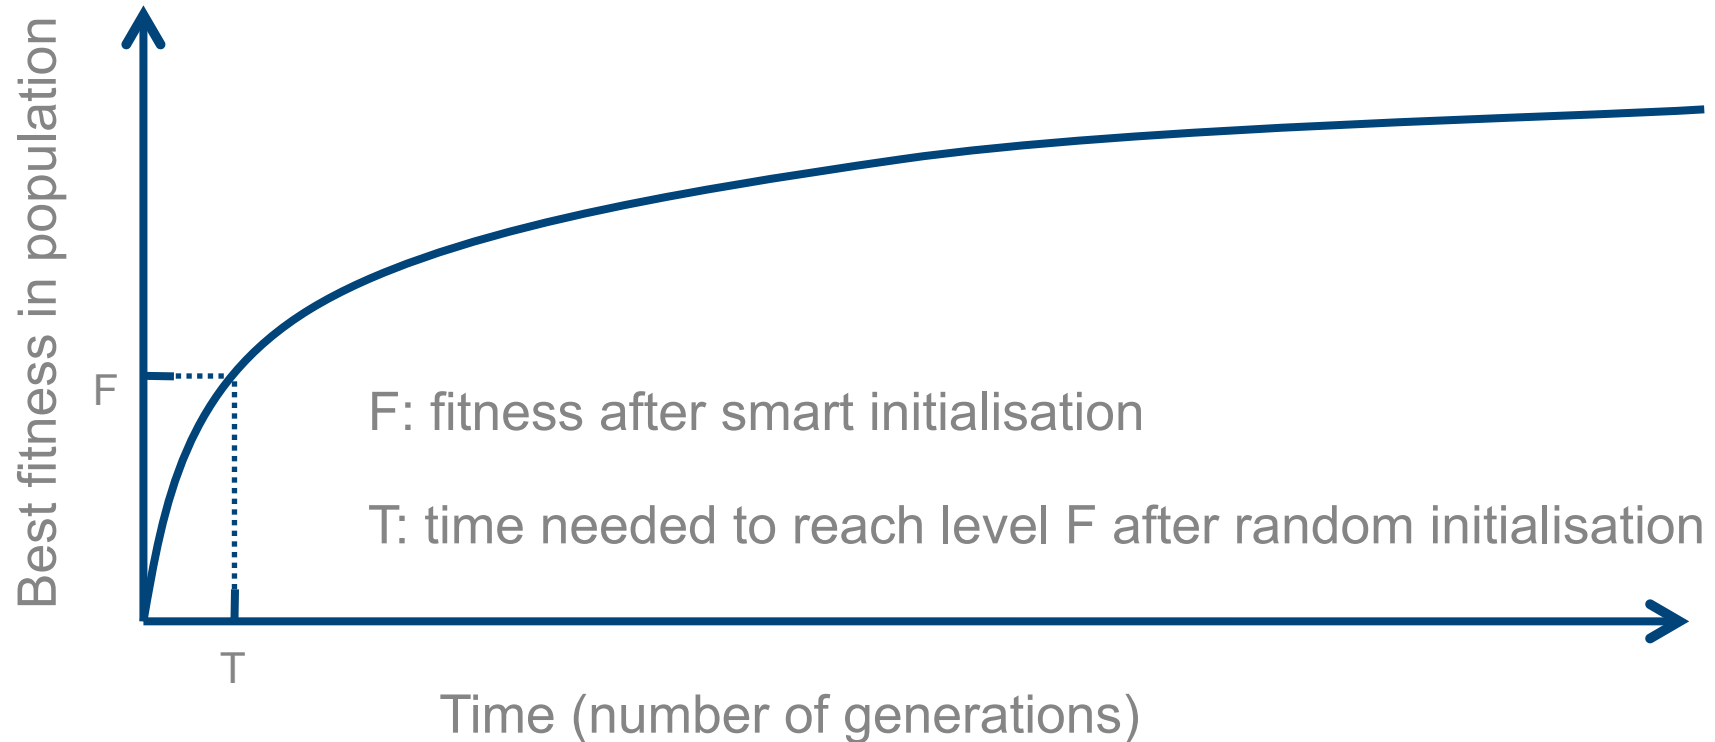 Best fitness in population
F
F: fitness after smart initialisation
T: time needed to reach level F after random initialisation
T
Time (number of generations)